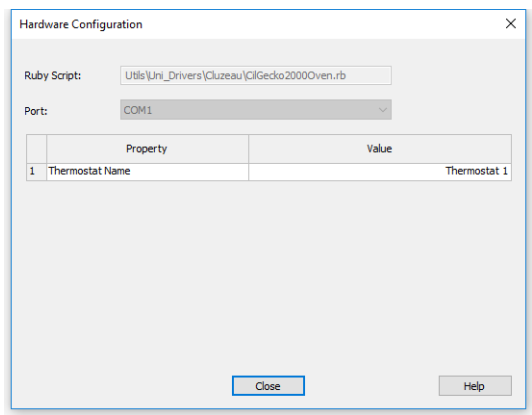 Hardware Configuration
Ruby Script: Utils\Uni_Drivers\Cluzeau\CilGecko2000Oven.rb
Port: COM1
Property Value
1 Thermostat Name Thermostat 1
Close Help